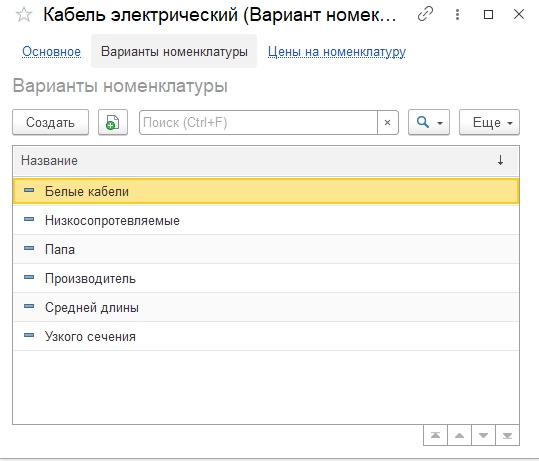 Кабель электрический (Вариант номек...
Основное Варианты номенклатуры Цены на номенклатуру
Варианты номенклатуры
Создать Поиск (Ctrl+F) × Еще
Название ↓
Белые кабели
Низкосопротевляемые
Папа
Производитель
Средней длины
Узкого сечения